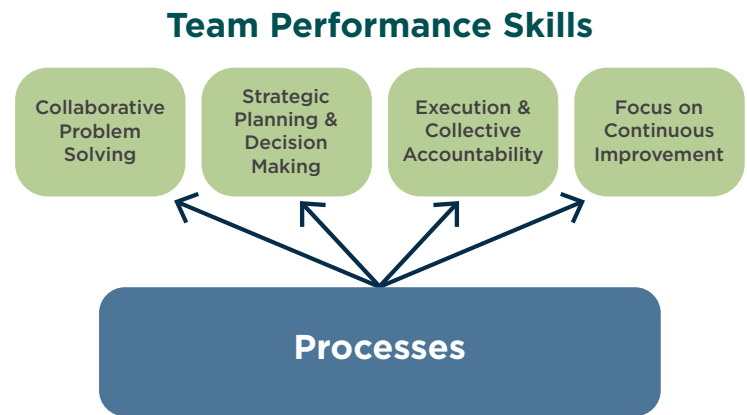 Team Performance Skills
Collaborative
Problem
Solving
Strategic
Planning &
Decision
Making
Execution &
Collective
Accountability
Focus on
Continuous
Improvement
Processes